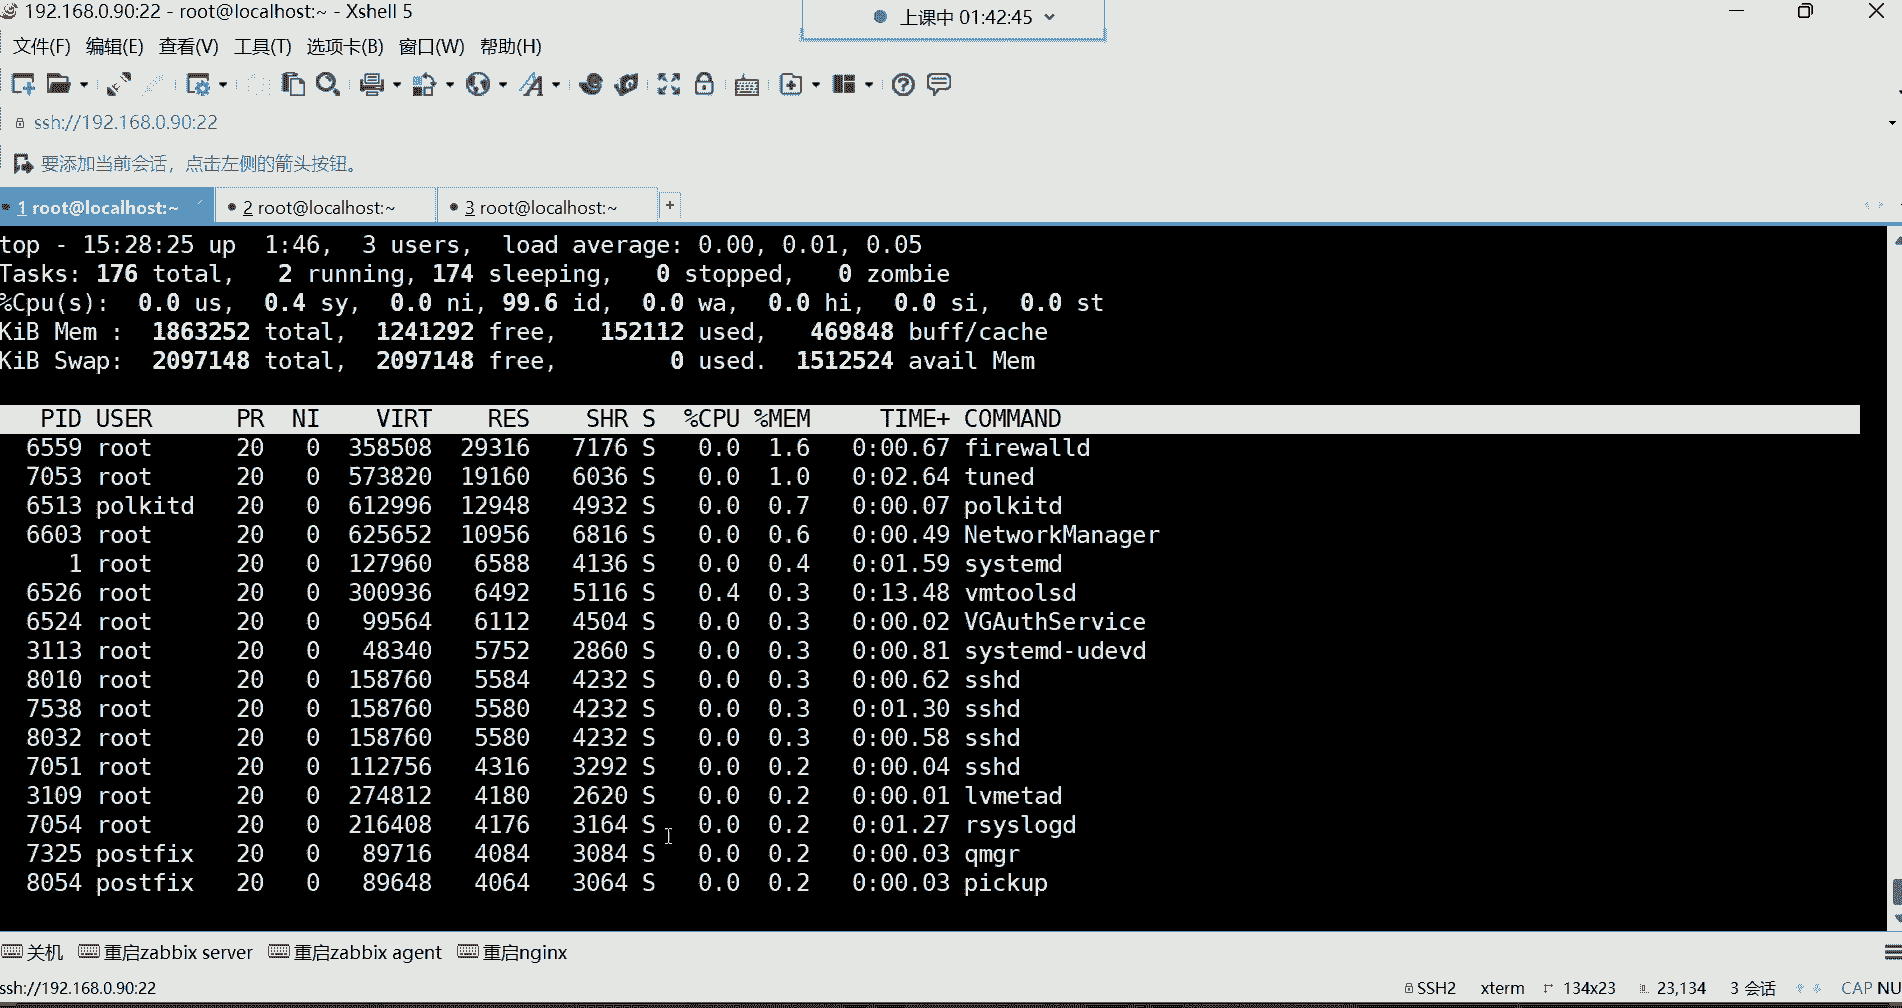 192.168.0.90:22 - root@localhost:~ - Xshell 5
上课中 01:42:45
文件(F) 编辑(E) 查看(V) 工具(T) 选项卡(B) 窗口(W) 帮助(H)
ssh://192.168.0.90:22
要添加当前会话，点击左侧的箭头按钮。
1 root@localhost:~ 2 root@localhost:~ 3 root@localhost:~ +
top - 15:28:25 up  1:46,  3 users,  load average: 0.00, 0.01, 0.05
Tasks: 176 total,   2 running, 174 sleeping,   0 stopped,   0 zombie
%Cpu(s):  0.0 us,  0.4 sy,  0.0 ni, 99.6 id,  0.0 wa,  0.0 hi,  0.0 si,  0.0 st
KiB Mem :  1863252 total,  1241292 free,   152112 used,   469848 buff/cache
KiB Swap:  2097148 total,  2097148 free,        0 used.  1512524 avail Mem
PID USER      PR  NI    VIRT    RES    SHR S  %CPU %MEM     TIME+ COMMAND
6559 root      20   0  358508  29316   7176 S   0.0  1.6   0:00.67 firewalld
7053 root      20   0  573820  19160   6036 S   0.0  1.0   0:02.64 tuned
6513 polkitd   20   0  612996  12948   4932 S   0.0  0.7   0:00.07 polkitd
6603 root      20   0  625652  10956   6816 S   0.0  0.6   0:00.49 NetworkManager
1 root      20   0  127960   6588   4136 S   0.0  0.4   0:01.59 systemd
6526 root      20   0  300936   6492   5116 S   0.4  0.3   0:13.48 vmtoolsd
6524 root      20   0   99564   6112   4504 S   0.0  0.3   0:00.02 VGAuthService
3113 root      20   0   48340   5752   2860 S   0.0  0.3   0:00.81 systemd-udevd
8010 root      20   0  158760   5584   4232 S   0.0  0.3   0:00.62 sshd
7538 root      20   0  158760   5580   4232 S   0.0  0.3   0:01.30 sshd
8032 root      20   0  158760   5580   4232 S   0.0  0.3   0:00.58 sshd
7051 root      20   0  112756   4316   3292 S   0.0  0.2   0:00.04 sshd
3109 root      20   0  274812   4180   2620 S   0.0  0.2   0:00.01 lvmetad
7054 root      20   0  216408   4176   3164 S   0.0  0.2   0:01.27 rsyslogd
7325 postfix   20   0   89716   4084   3084 S   0.0  0.2   0:00.03 qmgr
8054 postfix   20   0   89648   4064   3064 S   0.0  0.2   0:00.03 pickup
关机 重启zabbix server 重启zabbix agent 重启nginx
ssh://192.168.0.90:22 SSH2 xterm 134x23 23,134 3 会话 CAP NU